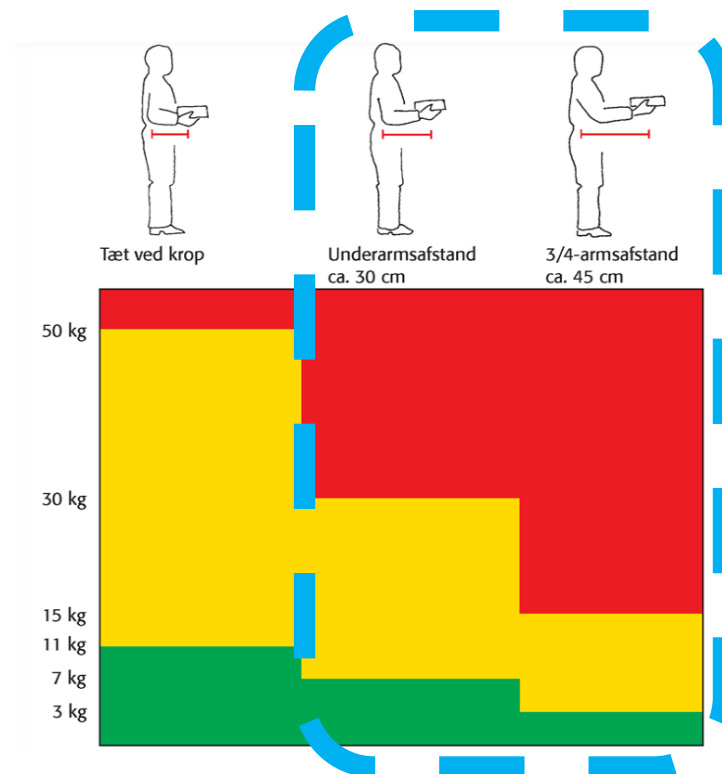 Tæt ved krop
Underarmsafstand
ca. 30 cm
3/4-armsafstand
ca. 45 cm
50 kg
30 kg
15 kg
11 kg
7 kg
3 kg